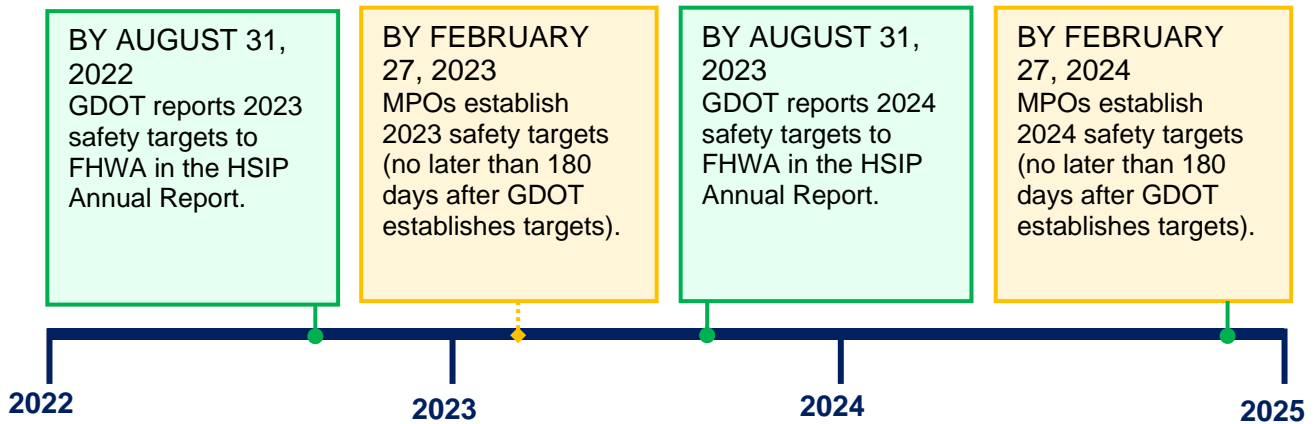 BY AUGUST 31,
2022
GDOT reports 2023
safety targets to
FHWA in the HSIP
Annual Report.
BY FEBRUARY
27, 2023
MPOs establish
2023 safety targets
(no later than 180
days after GDOT
establishes targets).
BY AUGUST 31,
2023
GDOT reports 2024
safety targets to
FHWA in the HSIP
Annual Report.
BY FEBRUARY
27, 2024
MPOs establish
2024 safety targets
(no later than 180
days after GDOT
establishes targets).
2022
2023
2024
2025